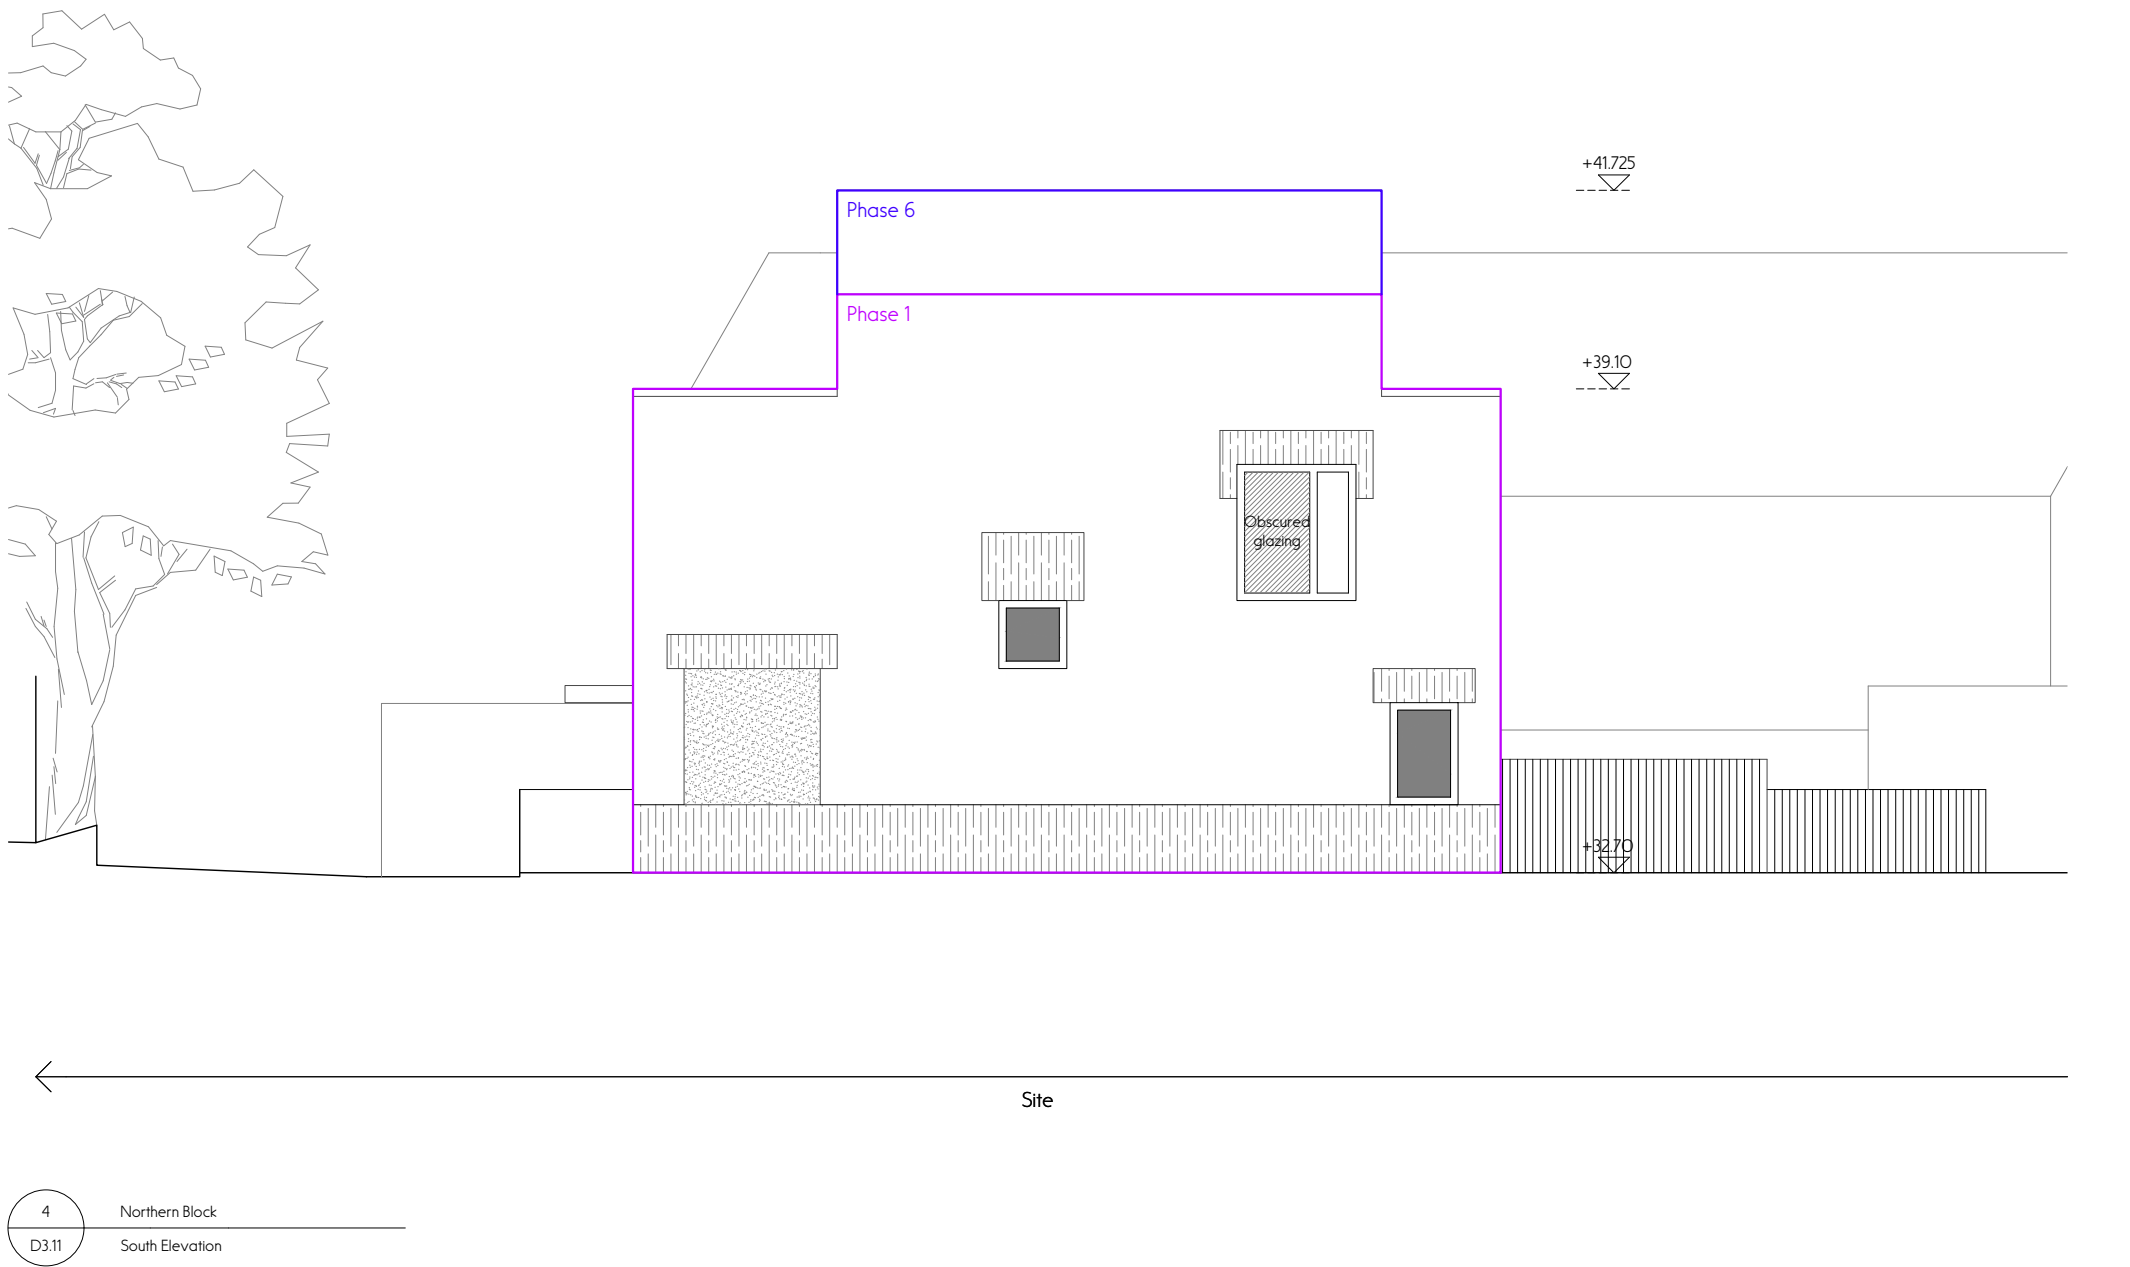 +41.725
Phase 6
Phase 1
+39.10
Obscured
glazing
+32.70
Site
4
Northern Block
D3.11
South Elevation